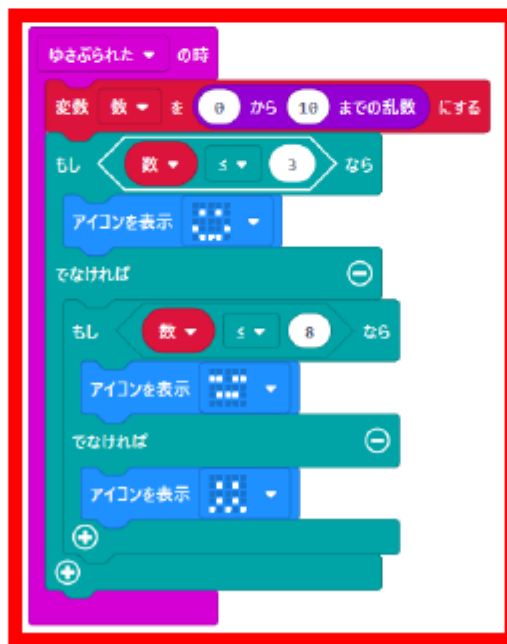 ゆさぶられた の時
変数 数 を 0 から 10 までの乱数 にする
もし 数 ≤ 3 なら
アイコンを表示
でなければ
もし 数 ≤ 8 なら
アイコンを表示
でなければ
アイコンを表示